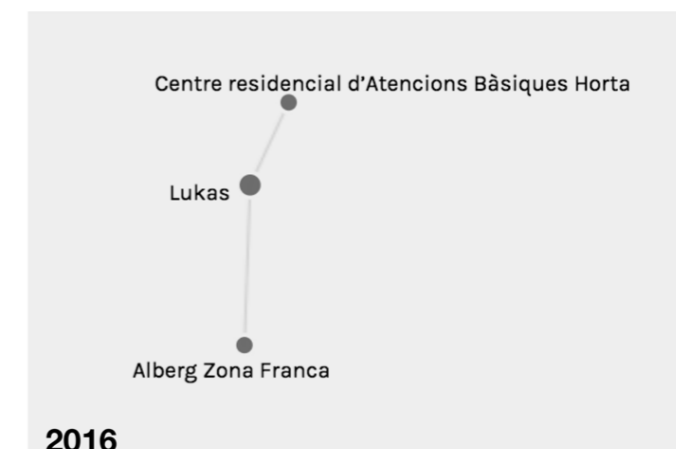 Centre residencial d’Atencions Bàsiques Horta
Lukas
Alberg Zona Franca
2016